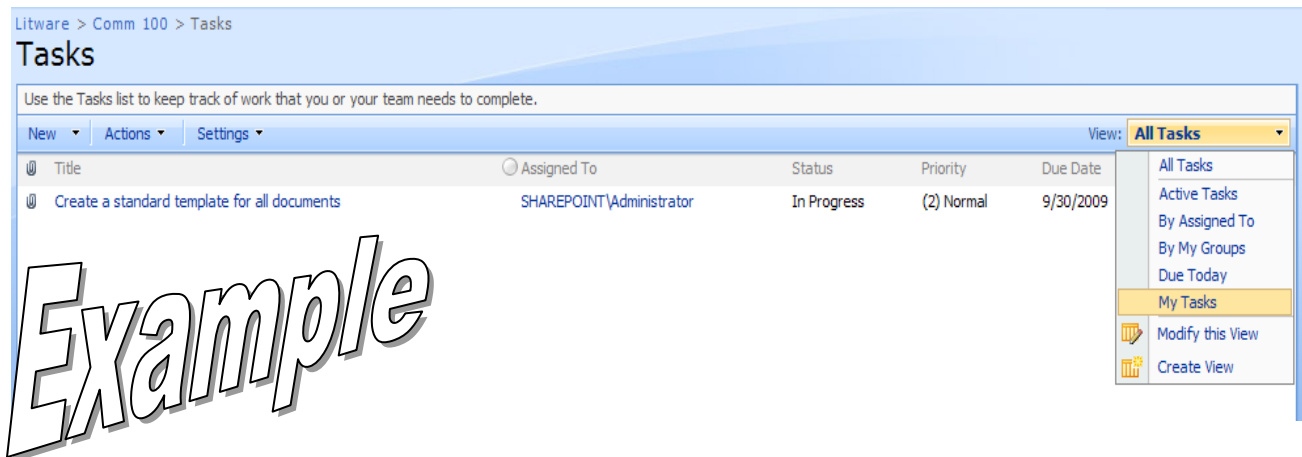 Litware > Comm 100 > Tasks
Tasks
Use the Tasks list to keep track of work that you or your team needs to complete.
New Actions Settings View: All Tasks
Title Assigned To Status Priority Due Date
Create a standard template for all documents SHAREPOINT\Administrator In Progress (2) Normal 9/30/2009
All Tasks
Active Tasks
By Assigned To
By My Groups
Due Today
My Tasks
Modify this View
Create View
Example